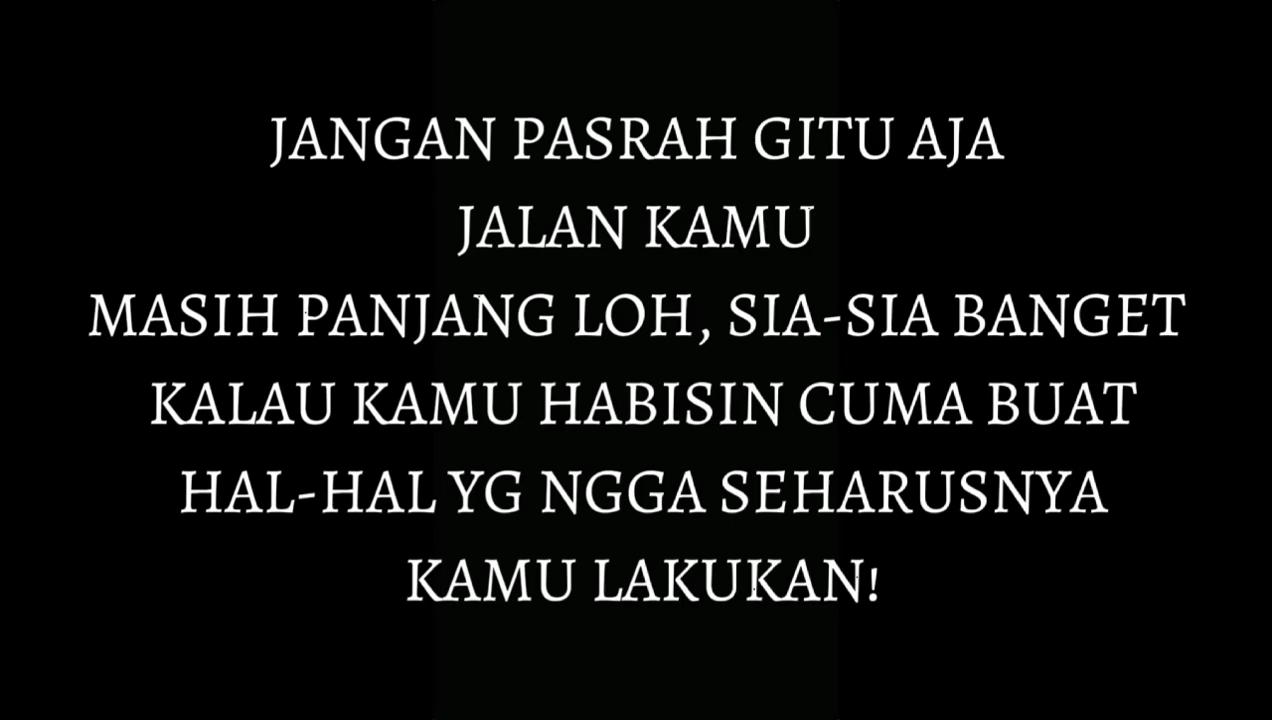 JANGAN PASRAH GITU AJA
JALAN KAMU
MASIH PANJANG LOH, SIA-SIA BANGET
KALAU KAMU HABISIN CUMA BUAT
HAL-HAL YG NGGA SEHARUSNYA
KAMU LAKUKAN!